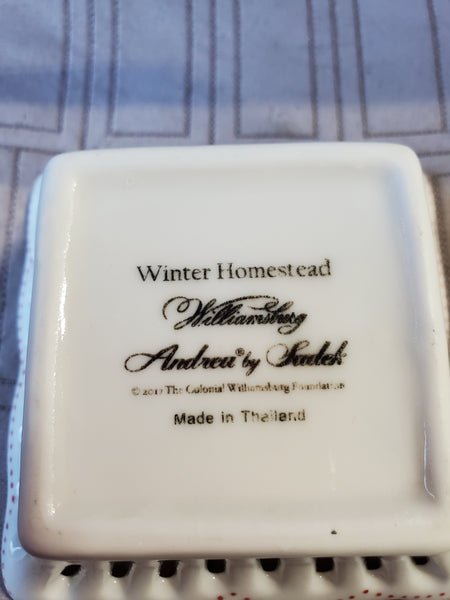 Winter Homestead
Williamsburg
Andrea® by Sadek
© 2017 The Colonial Williamsburg Foundation
Made in Thailand